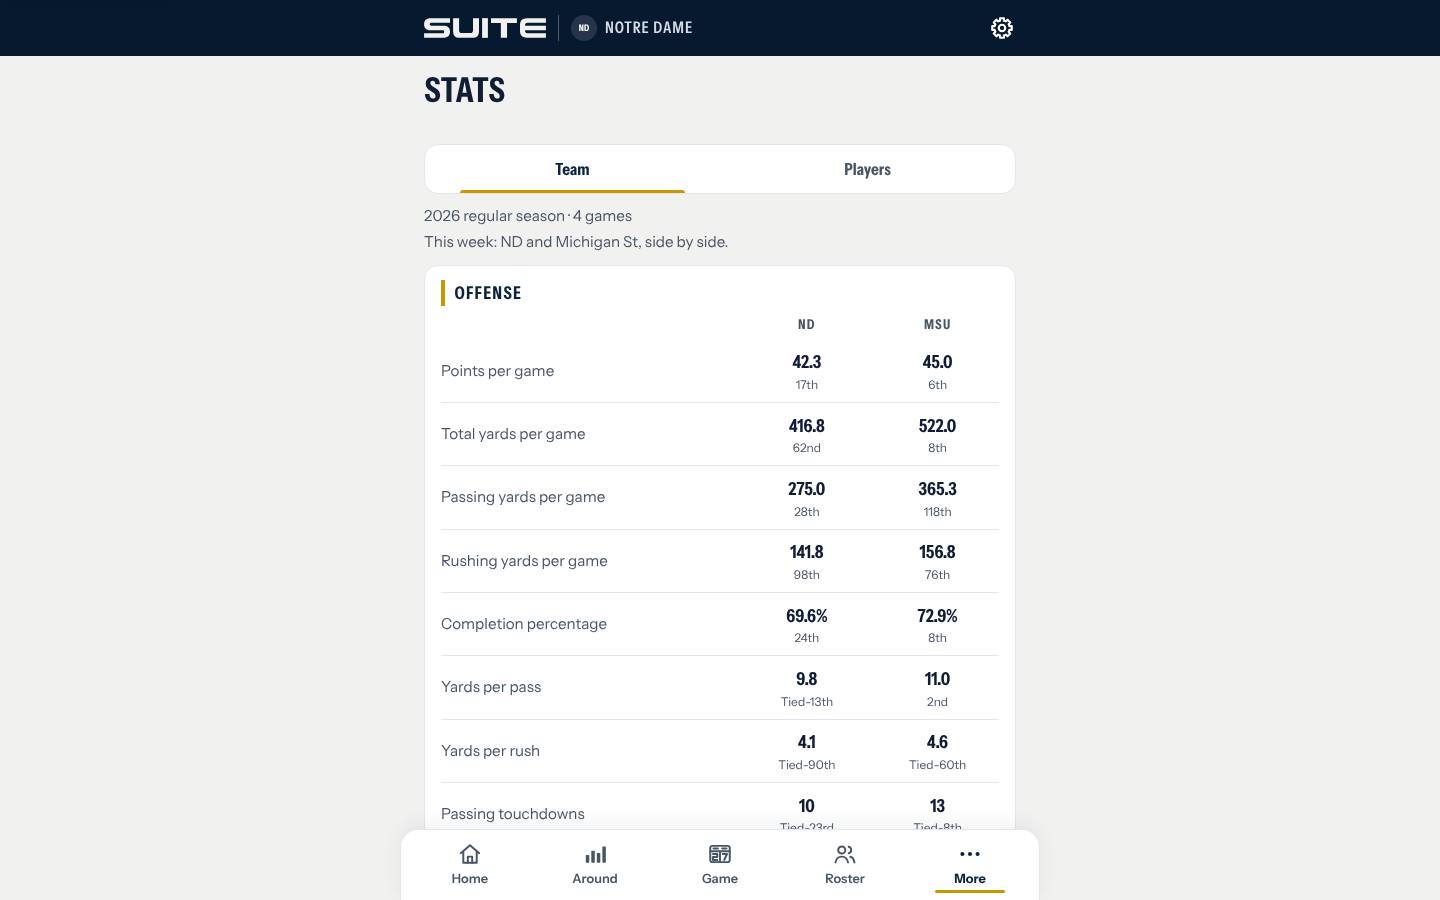 SUITE ND NOTRE DAME
STATS
Team Players
2026 regular season · 4 games
This week: ND and Michigan St, side by side.
OFFENSE
ND MSU
Points per game 42.3 45.0
17th 6th
Total yards per game 416.8 522.0
62nd 8th
Passing yards per game 275.0 365.3
28th 118th
Rushing yards per game 141.8 156.8
98th 76th
Completion percentage 69.6% 72.9%
24th 8th
Yards per pass 9.8 11.0
Tied-13th 2nd
Yards per rush 4.1 4.6
Tied-90th Tied-60th
Passing touchdowns 10 13
Tied-23rd Tied-8th
27
Home Around Game Roster More